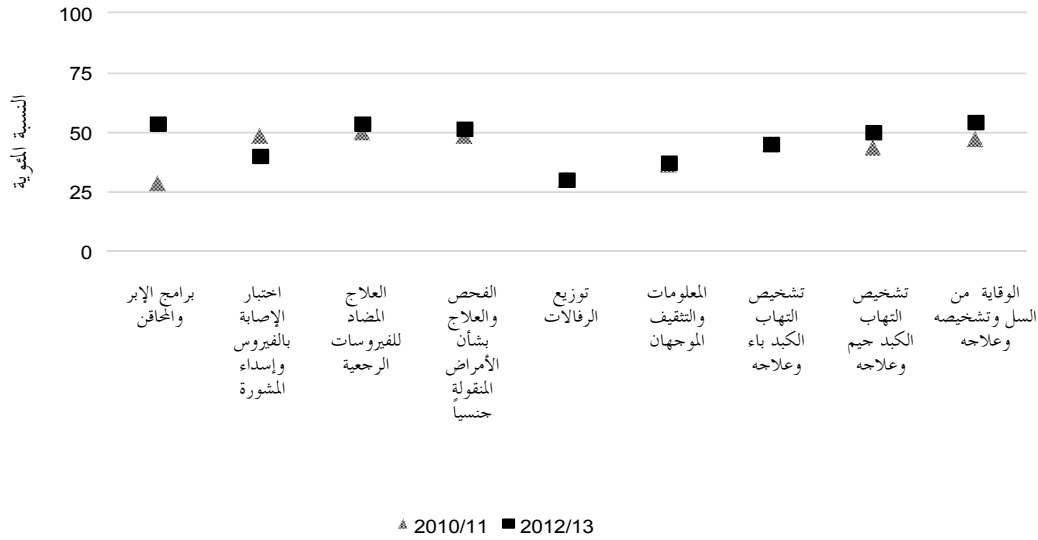 100
75
50
25
0
النسبة المئوية
برامج الإبر
والمحاقن
اختبار
الإصابة
بالفيروس
وإسداء
المشورة
العلاج
المضاد
للفيروسات
الرجعية
الفحص
والعلاج
بشأن
الأمراض
المنقولة
جنسياً
توزيع
الرفالات
المعلومات
والتثقيف
الموجهان
تشخيص
التهاب
الكبد باء
وعلاجه
تشخيص
التهاب
الكبد جيم
وعلاجه
الوقاية من
السل وتشخيصه
وعلاجه
2010/11 2012/13